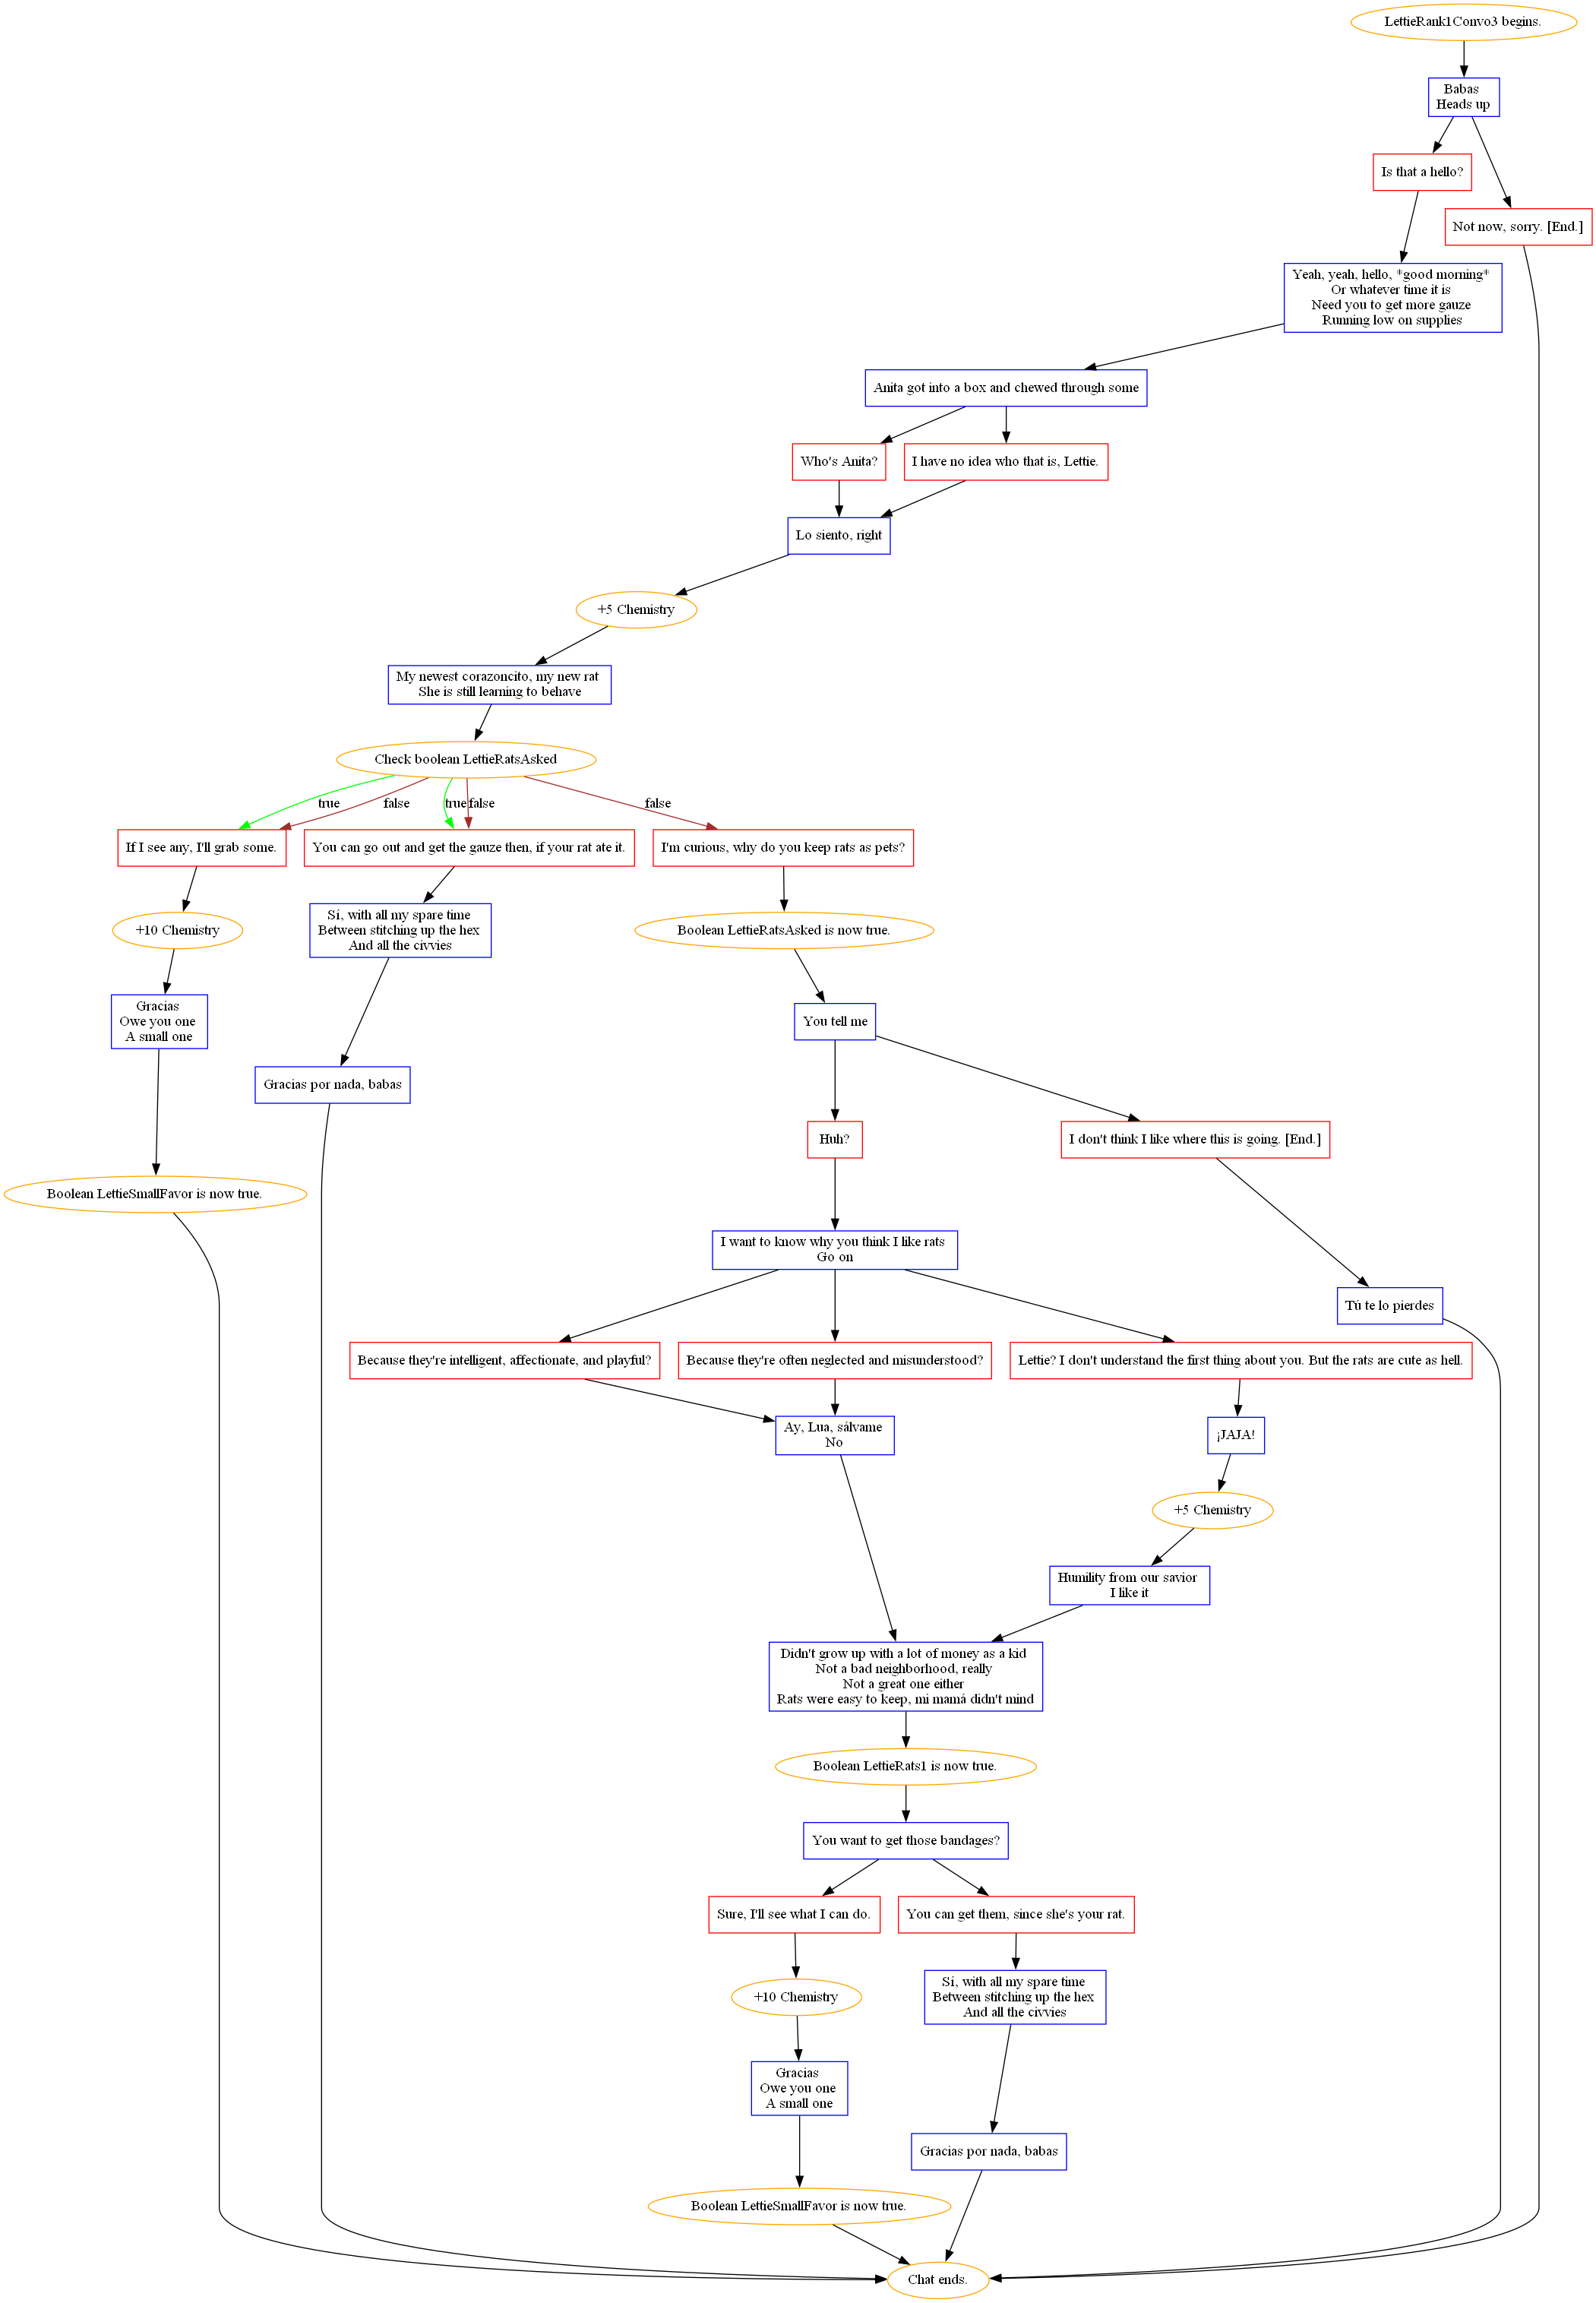 LettieRank1Convo3 begins.
Babas
Heads up
Is that a hello?
Not now, sorry. [End.]
Yeah, yeah, hello, *good morning*
Or whatever time it is
Need you to get more gauze
Running low on supplies
Anita got into a box and chewed through some
Who's Anita?
I have no idea who that is, Lettie.
Lo siento, right
+5 Chemistry
My newest corazoncito, my new rat
She is still learning to behave
Check boolean LettieRatsAsked
true
false
true
false
false
If I see any, I'll grab some.
You can go out and get the gauze then, if your rat ate it.
I'm curious, why do you keep rats as pets?
+10 Chemistry
Sí, with all my spare time
Between stitching up the hex
And all the civvies
Boolean LettieRatsAsked is now true.
Gracias
Owe you one
A small one
You tell me
Gracias por nada, babas
Huh?
I don't think I like where this is going. [End.]
Boolean LettieSmallFavor is now true.
I want to know why you think I like rats
Go on
Tú te lo pierdes
Because they're intelligent, affectionate, and playful?
Because they're often neglected and misunderstood?
Lettie? I don't understand the first thing about you. But the rats are cute as hell.
Ay, Lua, sálvame
No
¡JAJA!
+5 Chemistry
Humility from our savior
I like it
Didn't grow up with a lot of money as a kid
Not a bad neighborhood, really
Not a great one either
Rats were easy to keep, mi mamá didn't mind
Boolean LettieRats1 is now true.
You want to get those bandages?
Sure, I'll see what I can do.
You can get them, since she's your rat.
+10 Chemistry
Sí, with all my spare time
Between stitching up the hex
And all the civvies
Gracias
Owe you one
A small one
Gracias por nada, babas
Boolean LettieSmallFavor is now true.
Chat ends.